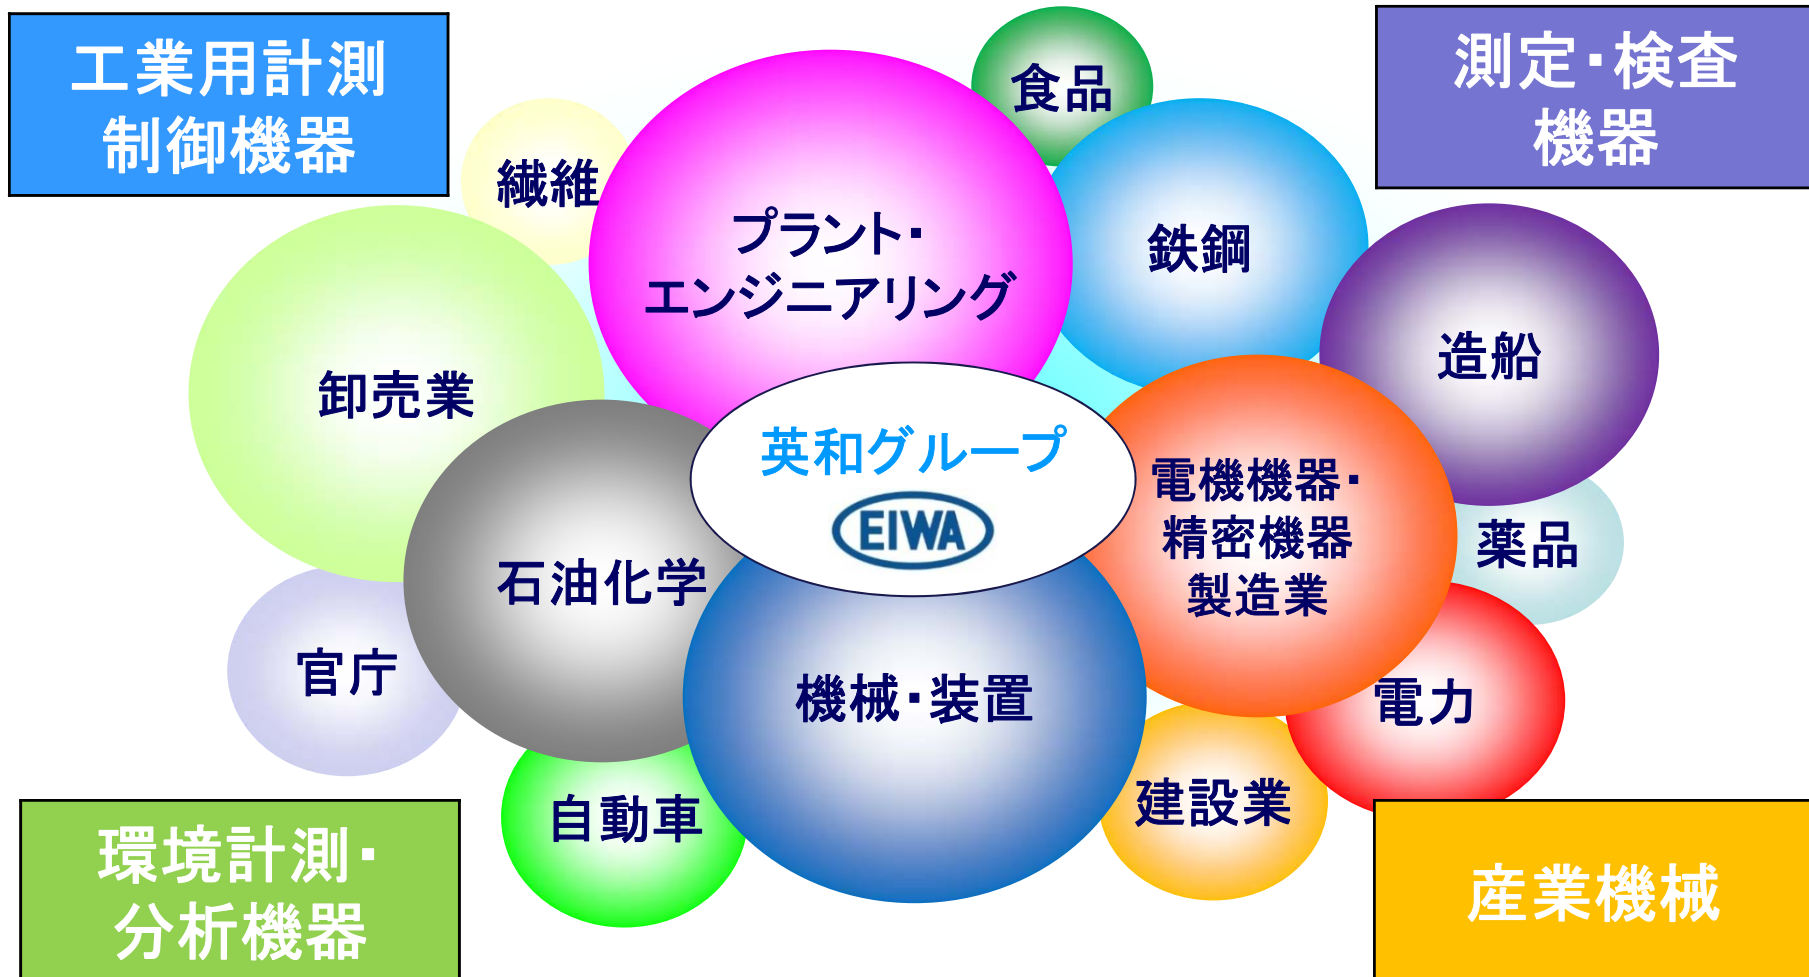 工業用計測
制御機器
測定・検査
機器
食品
繊維
プラント・
エンジニアリング
鉄鋼
造船
卸売業
英和グループ
EIWA
電機機器・
精密機器
製造業
薬品
石油化学
官庁
機械・装置
電力
自動車
建設業
環境計測・
分析機器
産業機械